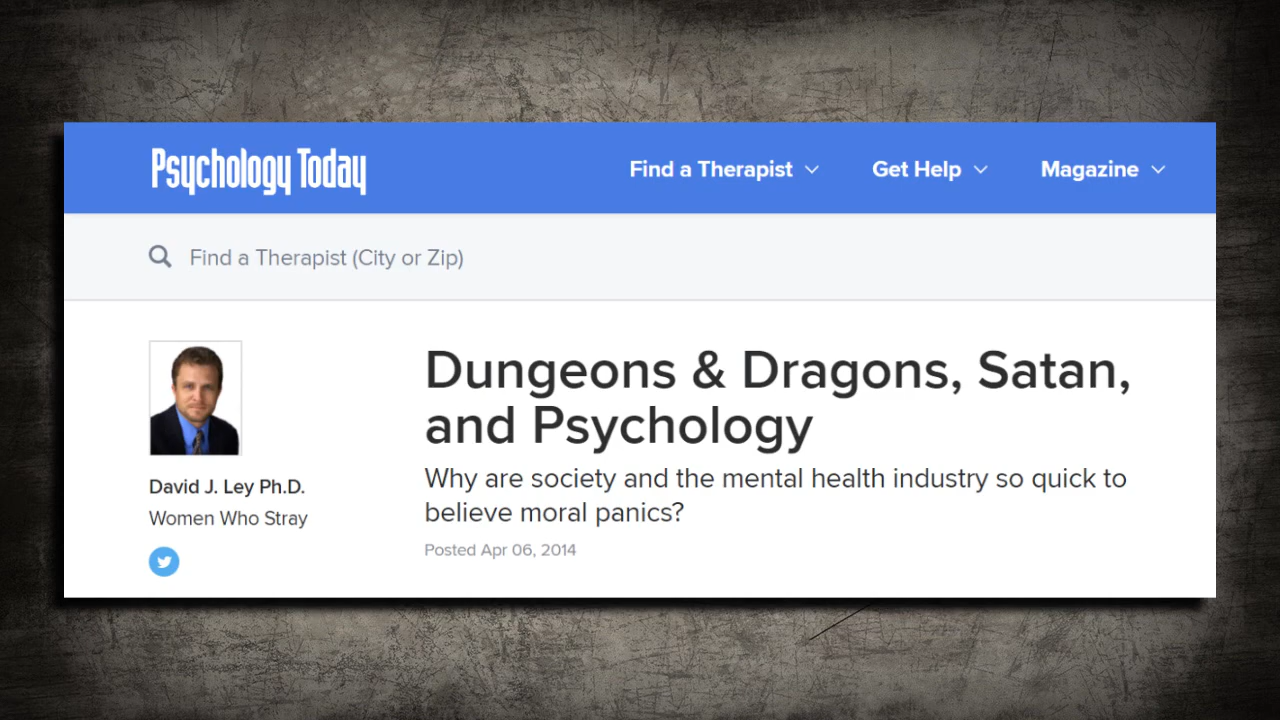 Psychology Today
Find a Therapist
Get Help
Magazine
Find a Therapist (City or Zip)
David J. Ley Ph.D.
Women Who Stray
Dungeons & Dragons, Satan,
and Psychology
Why are society and the mental health industry so quick to
believe moral panics?
Posted Apr 06, 2014